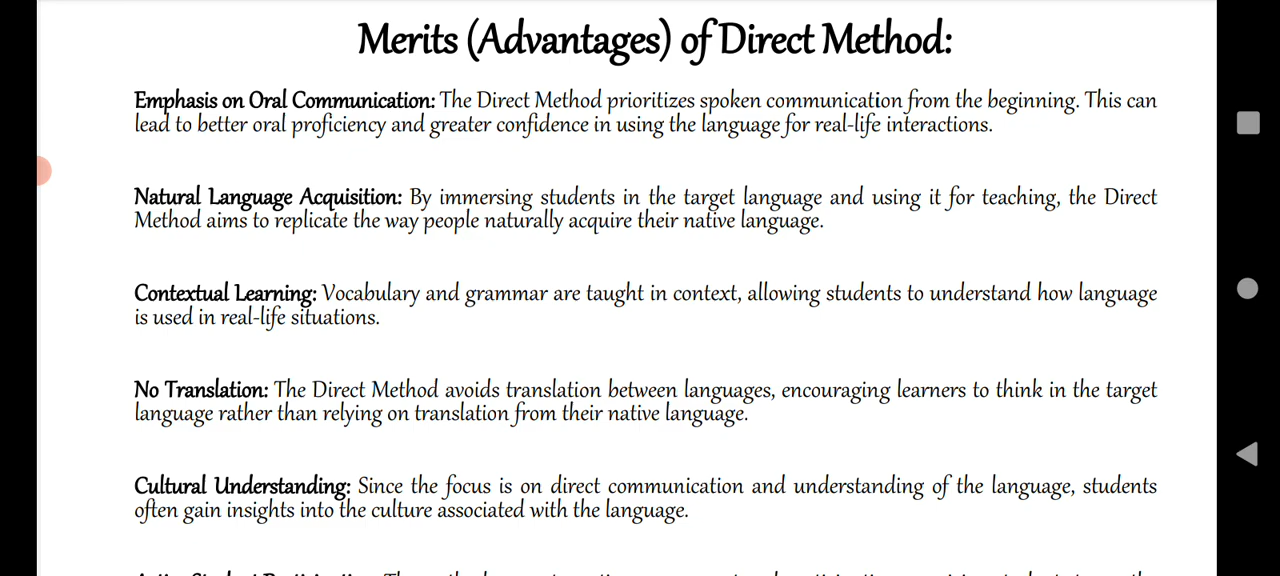 Merits (Advantages) of Direct Method:
Emphasis on Oral Communication: The Direct Method prioritizes spoken communication from the beginning. This can
lead to better oral proficiency and greater confidence in using the language for real-life interactions.
Natural Language Acquisition: By immersing students in the target language and using it for teaching, the Direct
Method aims to replicate the way people naturally acquire their native language.
Contextual Learning: Vocabulary and grammar are taught in context, allowing students to understand how language
is used in real-life situations.
No Translation: The Direct Method avoids translation between languages, encouraging learners to think in the target
language rather than relying on translation from their native language.
Cultural Understanding: Since the focus is on direct communication and understanding of the language, students
often gain insights into the culture associated with the language.